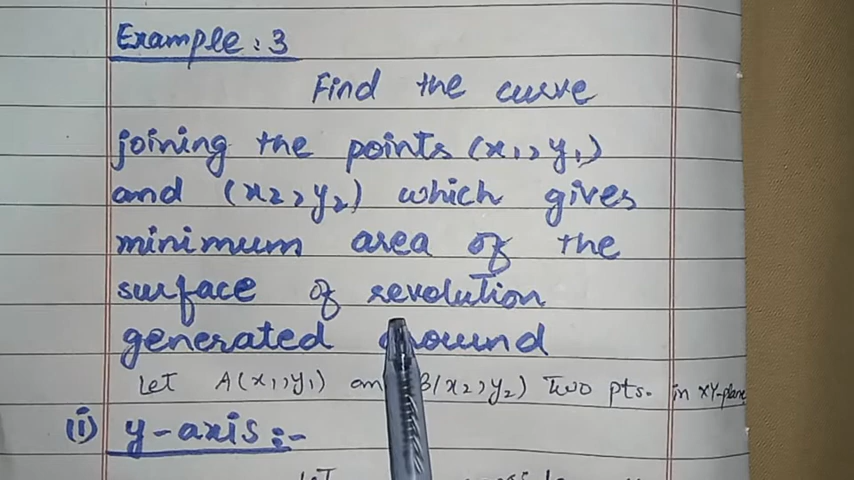 Example: 3
Find the curve
joining the points (x1, y1)
and (x2, y2) which gives
minimum area of the
surface of revolution
generated around
Let A(x1, y1) and B(x2, y2) Two pts. in XY-plane
(i) y-axis:-
Let